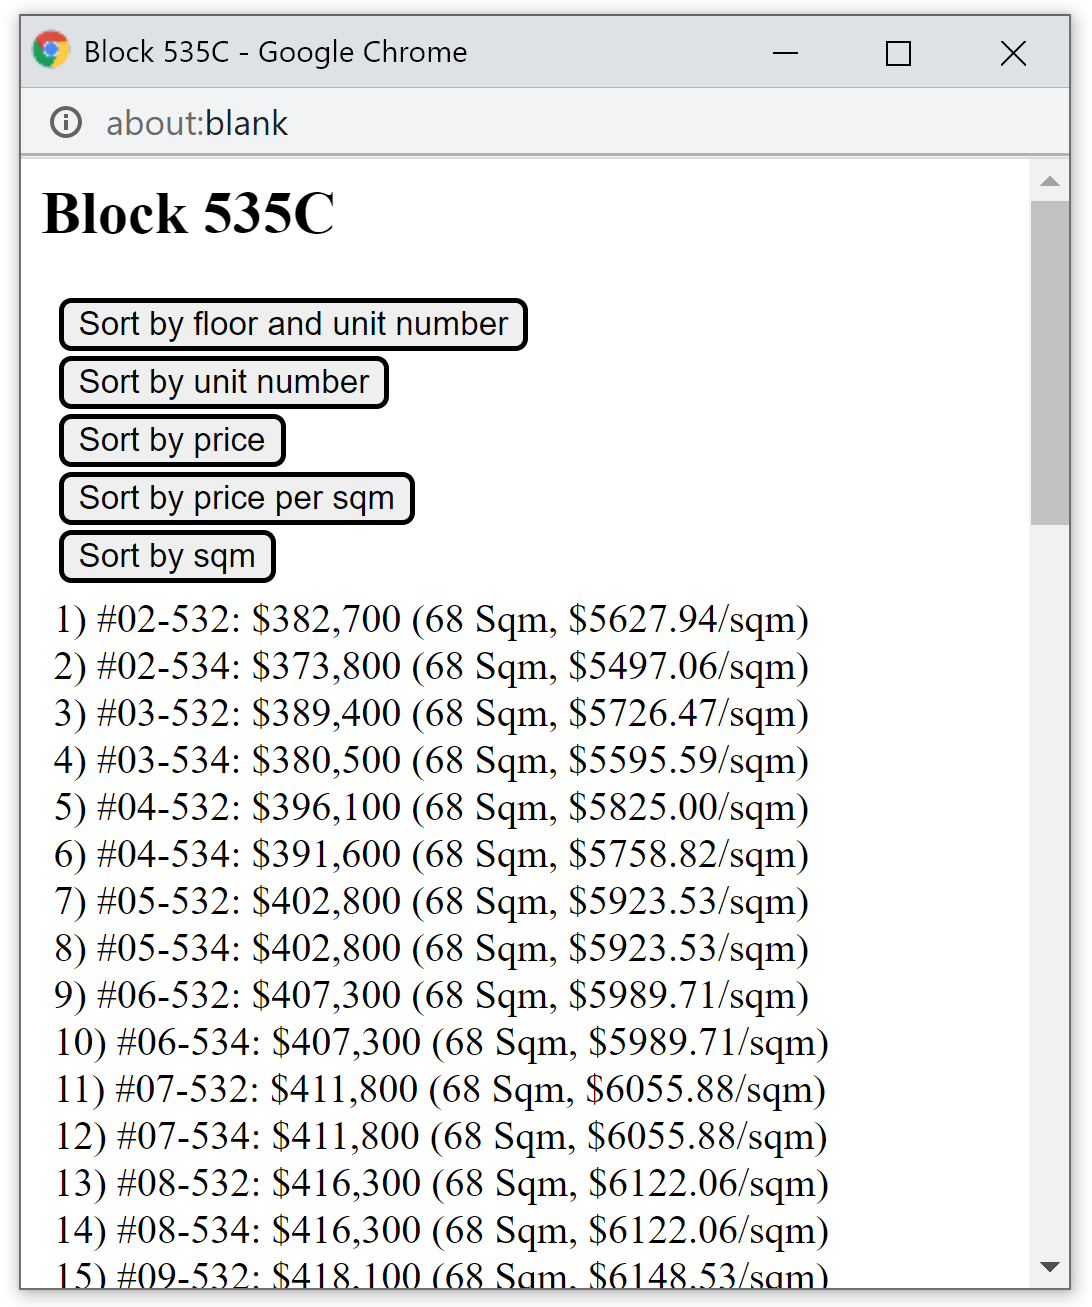 Block 535C - Google Chrome
about:blank
Block 535C
Sort by floor and unit number
Sort by unit number
Sort by price
Sort by price per sqm
Sort by sqm
1) #02-532: $382,700 (68 Sqm, $5627.94/sqm)
2) #02-534: $373,800 (68 Sqm, $5497.06/sqm)
3) #03-532: $389,400 (68 Sqm, $5726.47/sqm)
4) #03-534: $380,500 (68 Sqm, $5595.59/sqm)
5) #04-532: $396,100 (68 Sqm, $5825.00/sqm)
6) #04-534: $391,600 (68 Sqm, $5758.82/sqm)
7) #05-532: $402,800 (68 Sqm, $5923.53/sqm)
8) #05-534: $402,800 (68 Sqm, $5923.53/sqm)
9) #06-532: $407,300 (68 Sqm, $5989.71/sqm)
10) #06-534: $407,300 (68 Sqm, $5989.71/sqm)
11) #07-532: $411,800 (68 Sqm, $6055.88/sqm)
12) #07-534: $411,800 (68 Sqm, $6055.88/sqm)
13) #08-532: $416,300 (68 Sqm, $6122.06/sqm)
14) #08-534: $416,300 (68 Sqm, $6122.06/sqm)
15) #09-532: $418,100 (68 Sqm, $6148.53/sqm)